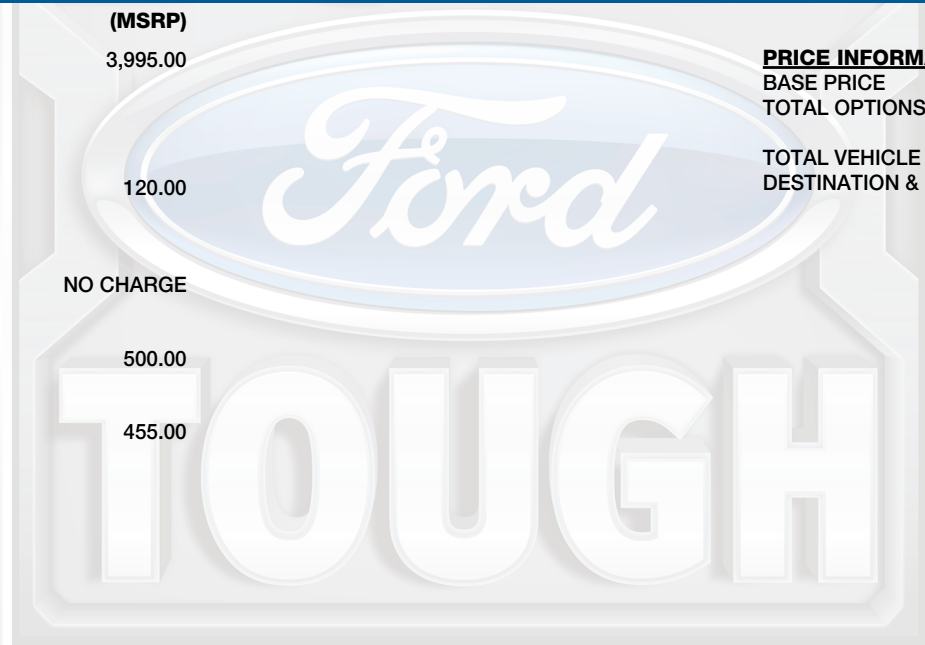 (MSRP)
3,995.00
120.00
NO CHARGE
500.00
455.00
PRICE INFORM
BASE PRICE
TOTAL OPTIONS
TOTAL VEHICLE
DESTINATION &
Ford
TOUGH